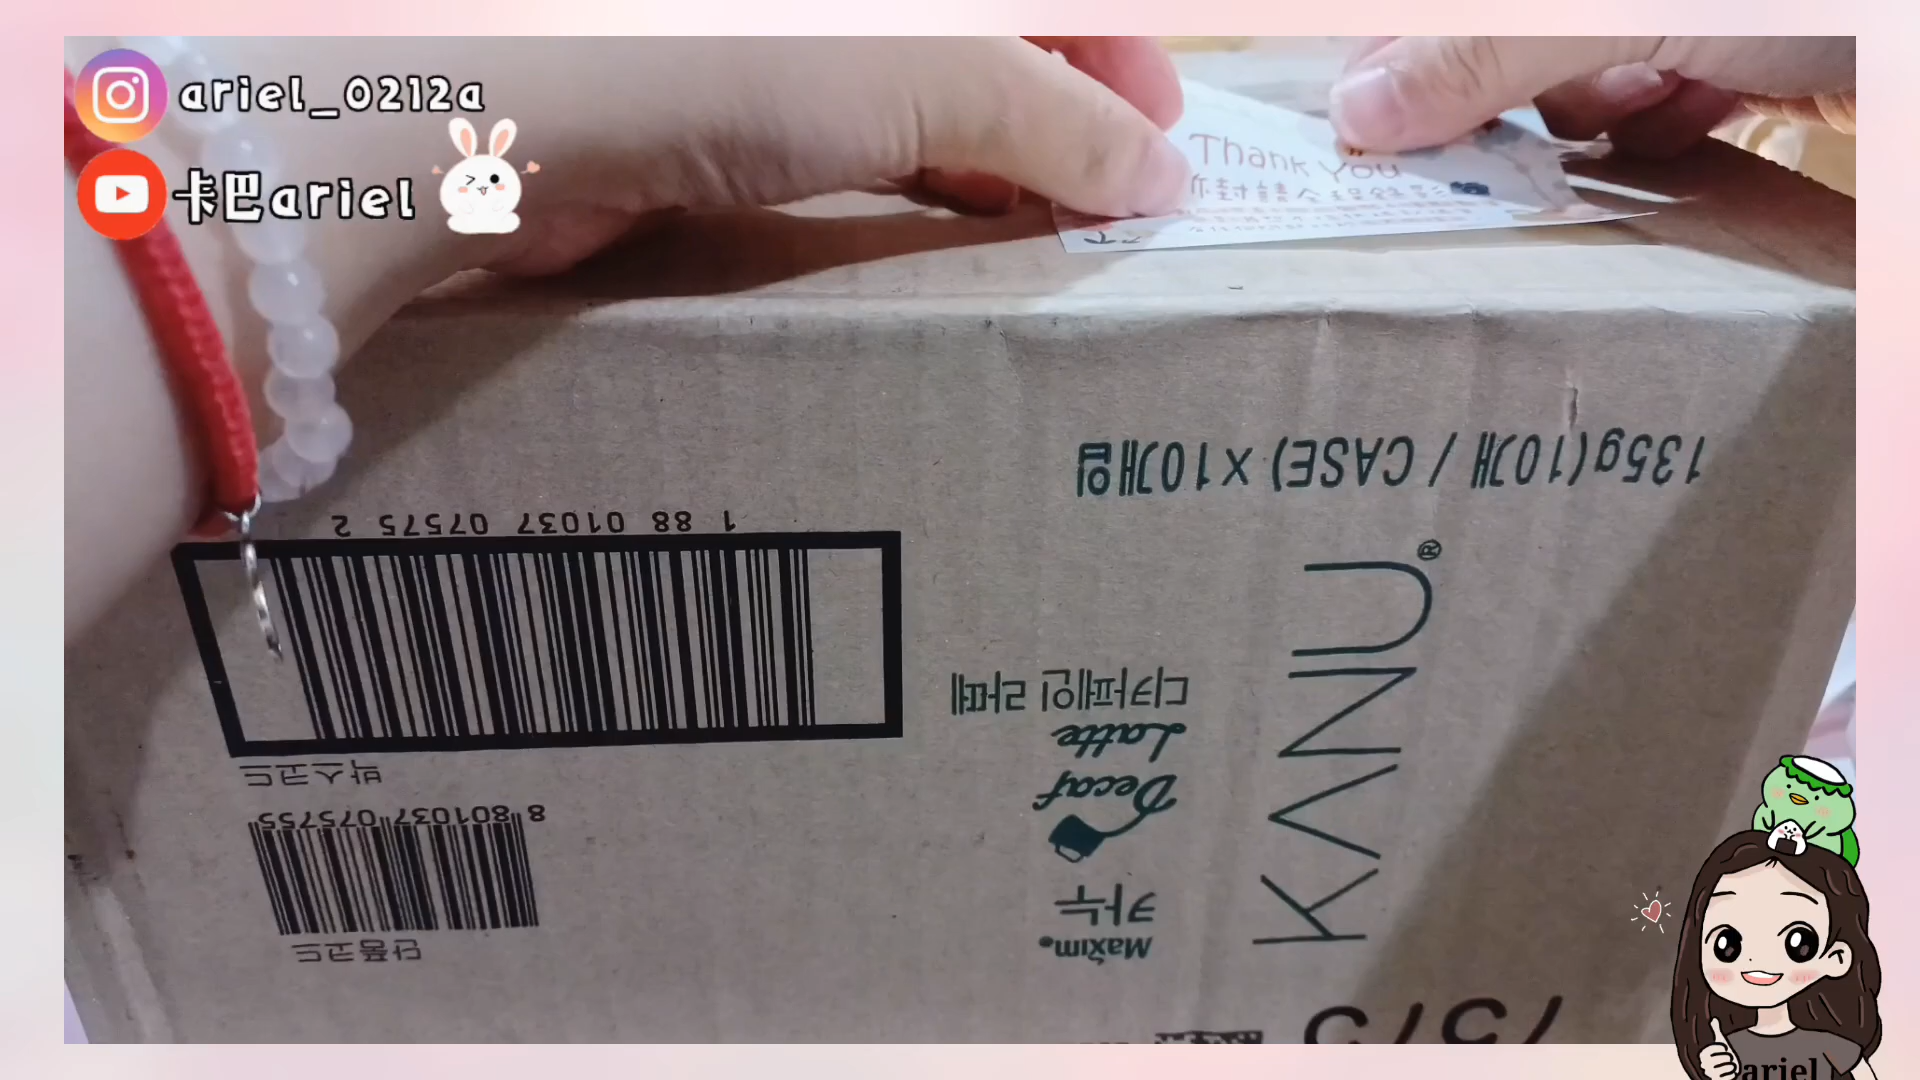 ariel_0212a
卡巴ariel
Thank You
135g(10개 / CASE) x 10개입
1 88 01037 07575 2
KANU®
디카페인 라떼
Latte
Decaf
박스코드
8 801037 075755
카누
Maxim®
단품코드
7575
ariel